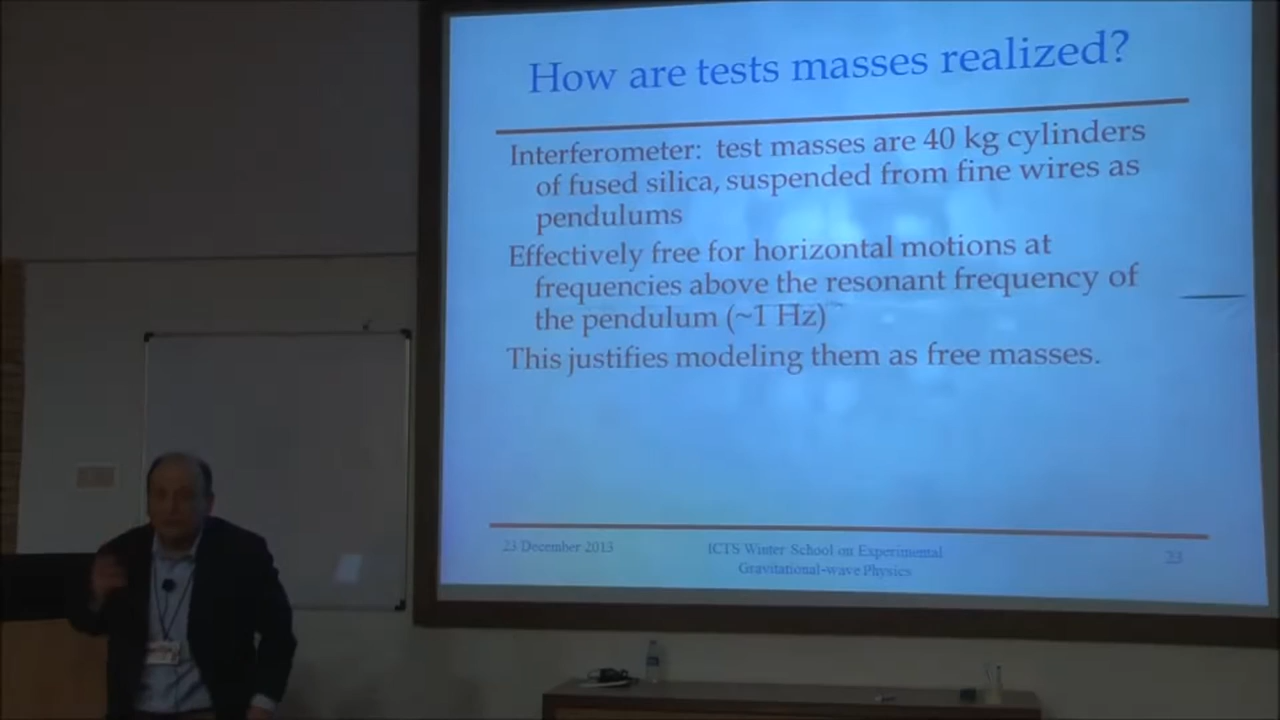 How are tests masses realized?
Interferometer: test masses are 40 kg cylinders
of fused silica, suspended from fine wires as
pendulums
Effectively free for horizontal motions at
frequencies above the resonant frequency of
the pendulum (~1 Hz)
This justifies modeling them as free masses.
23 December 2013
ICTS Winter School on Experimental
Gravitational-wave Physics
23